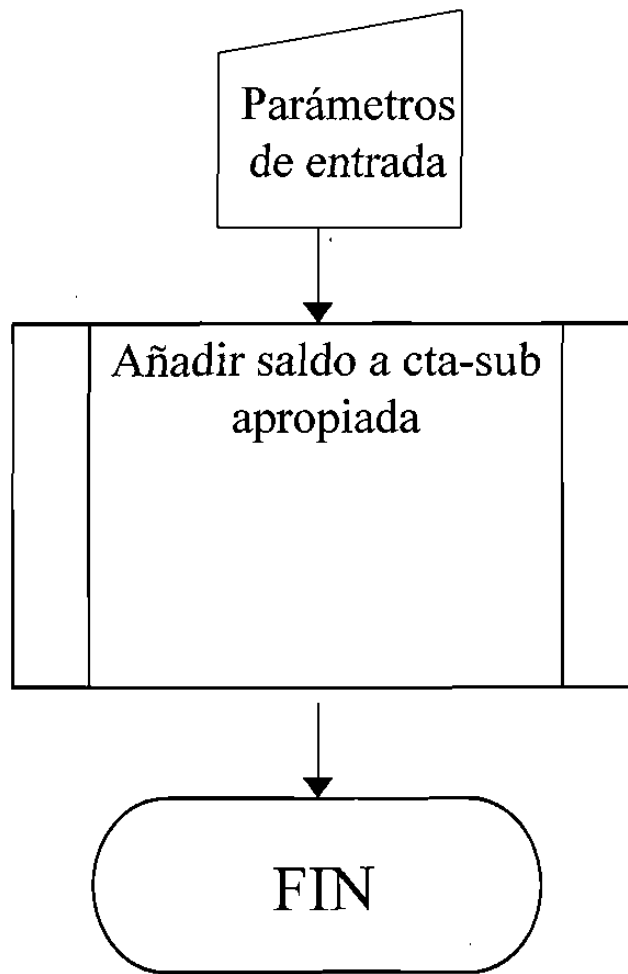 Parámetros
de entrada
Añadir saldo a cta-sub
apropiada
FIN